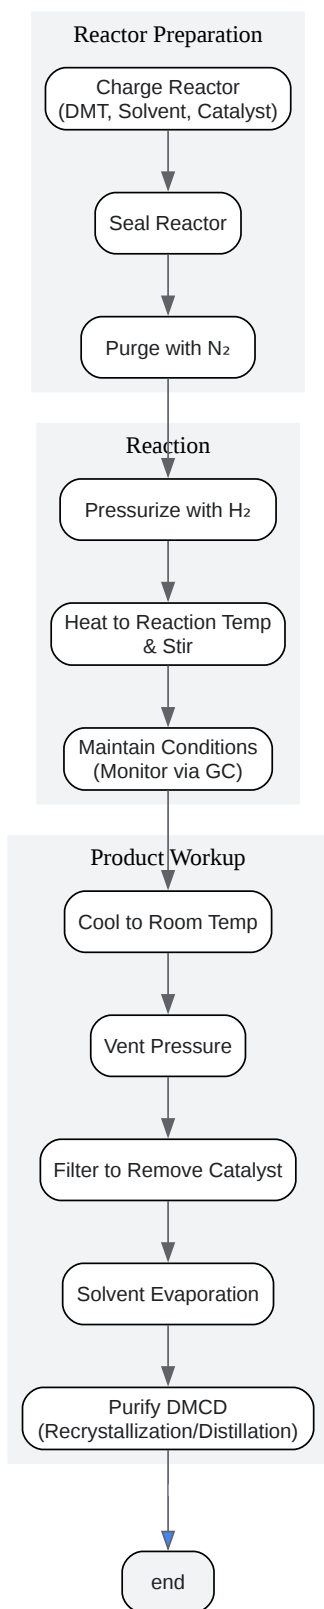 Reactor Preparation
Charge Reactor
(DMT, Solvent, Catalyst)
Seal Reactor
Purge with N₂
Reaction
Pressurize with H₂
Heat to Reaction Temp
& Stir
Maintain Conditions
(Monitor via GC)
Product Workup
Cool to Room Temp
Vent Pressure
Filter to Remove Catalyst
Solvent Evaporation
Purify DMCD
(Recrystallization/Distillation)
end